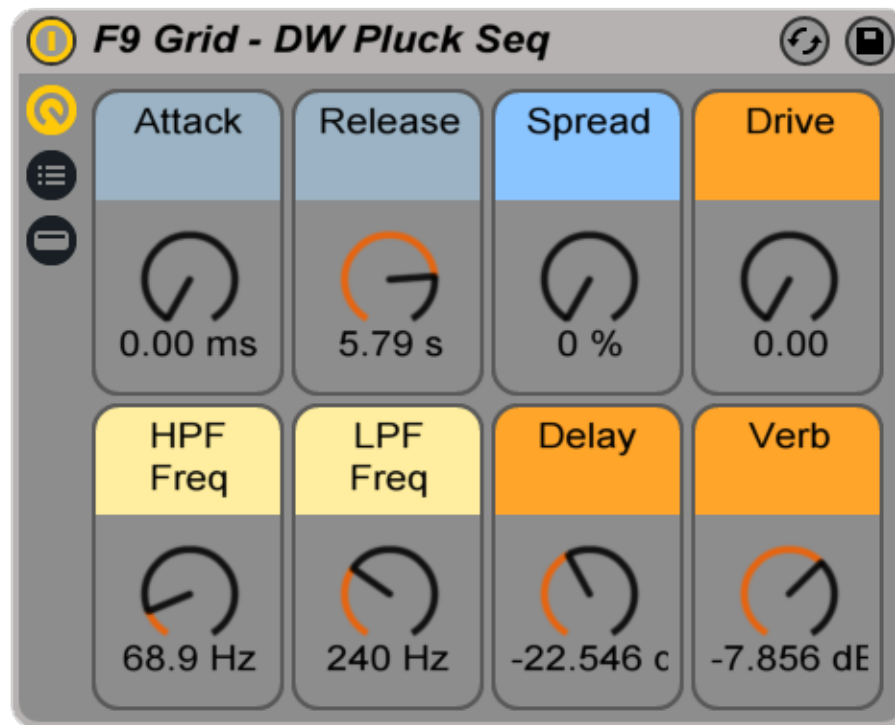 F9 Grid - DW Pluck Seq
Attack
Release
Spread
Drive
0.00 ms
5.79 s
0 %
0.00
HPF
Freq
LPF
Freq
Delay
Verb
68.9 Hz
240 Hz
-22.546
-7.856